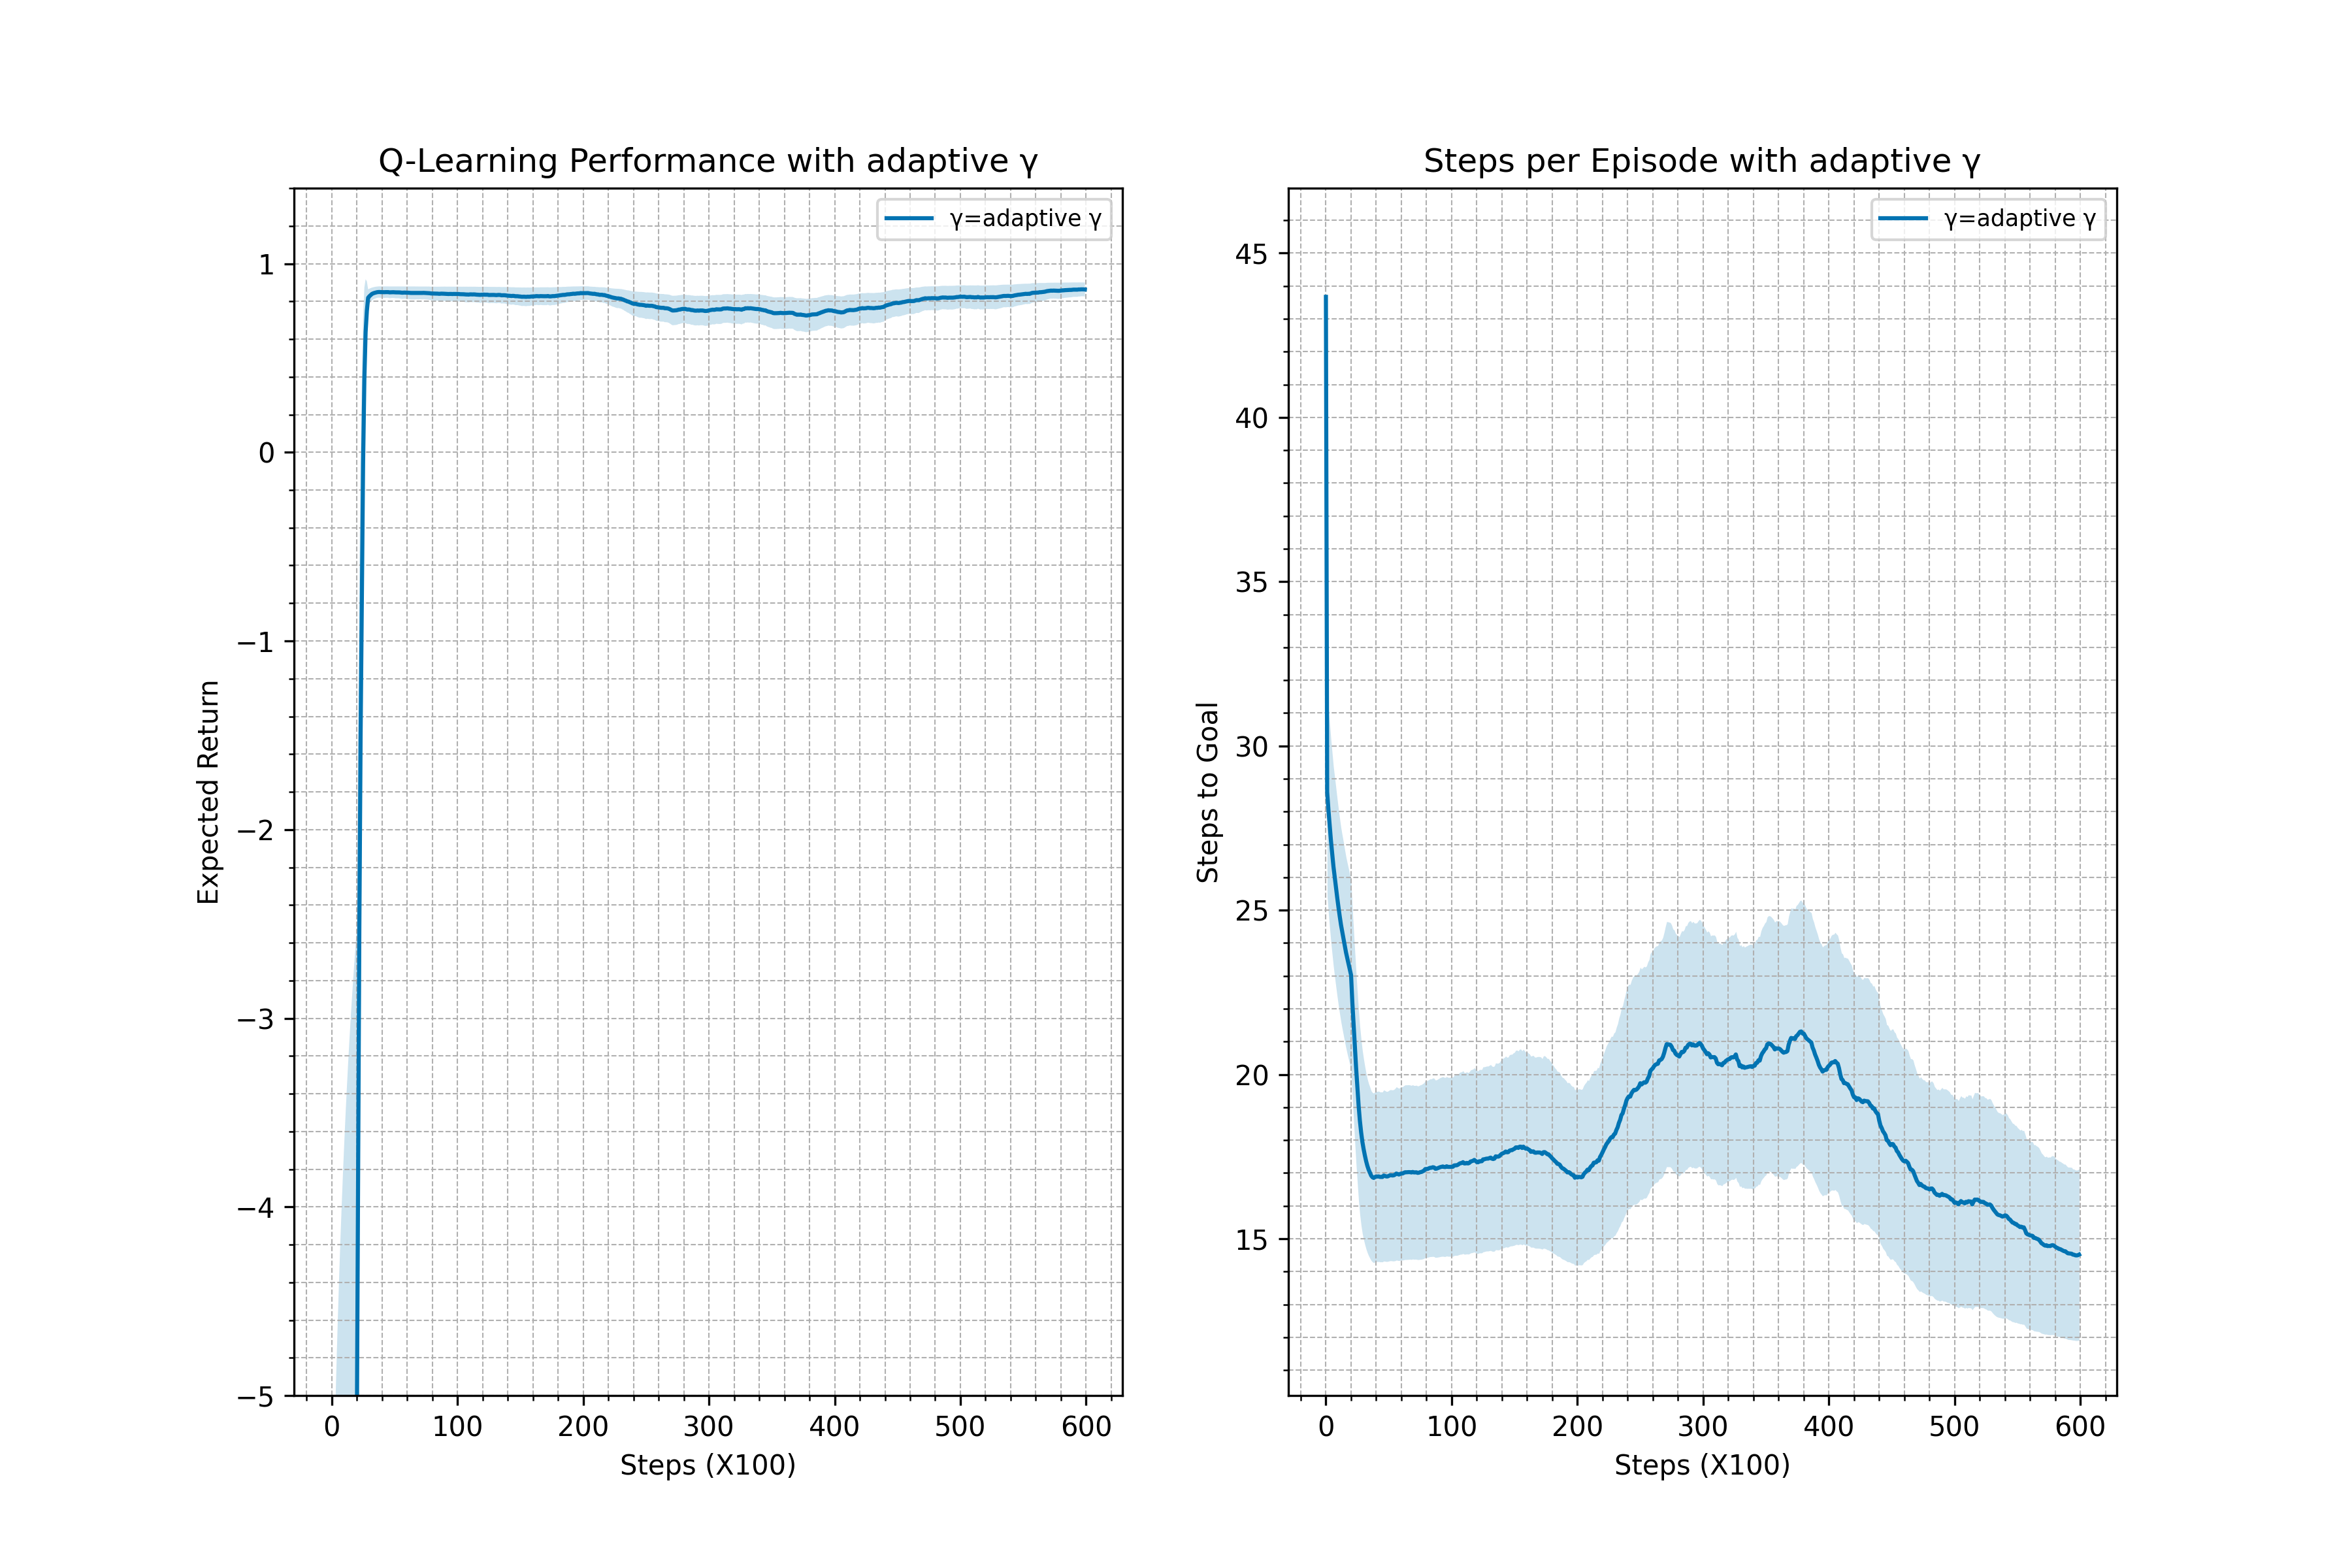 Q-Learning Performance with adaptive γ
γ=adaptive γ
1
0
−1
−2
−3
−4
−5
Expected Return
0 100 200 300 400 500 600
Steps (X100)
Steps per Episode with adaptive γ
γ=adaptive γ
45
40
35
30
25
20
15
Steps to Goal
0 100 200 300 400 500 600
Steps (X100)